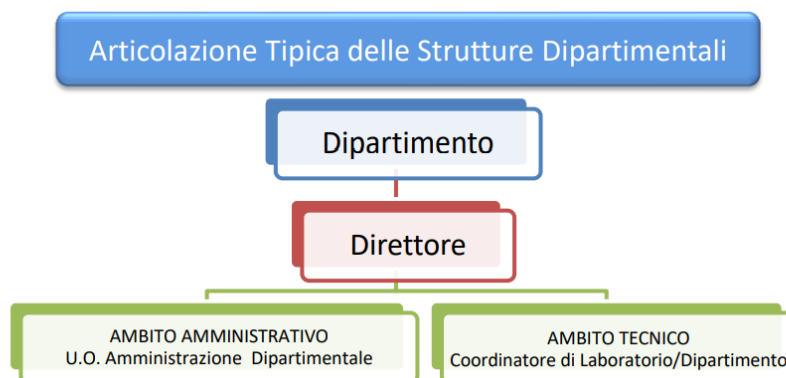 Articolazione Tipica delle Strutture Dipartimentali
Dipartimento
Direttore
AMBITO AMMINISTRATIVO
U.O. Amministrazione Dipartimentale
AMBITO TECNICO
Coordinatore di Laboratorio/Dipartimento